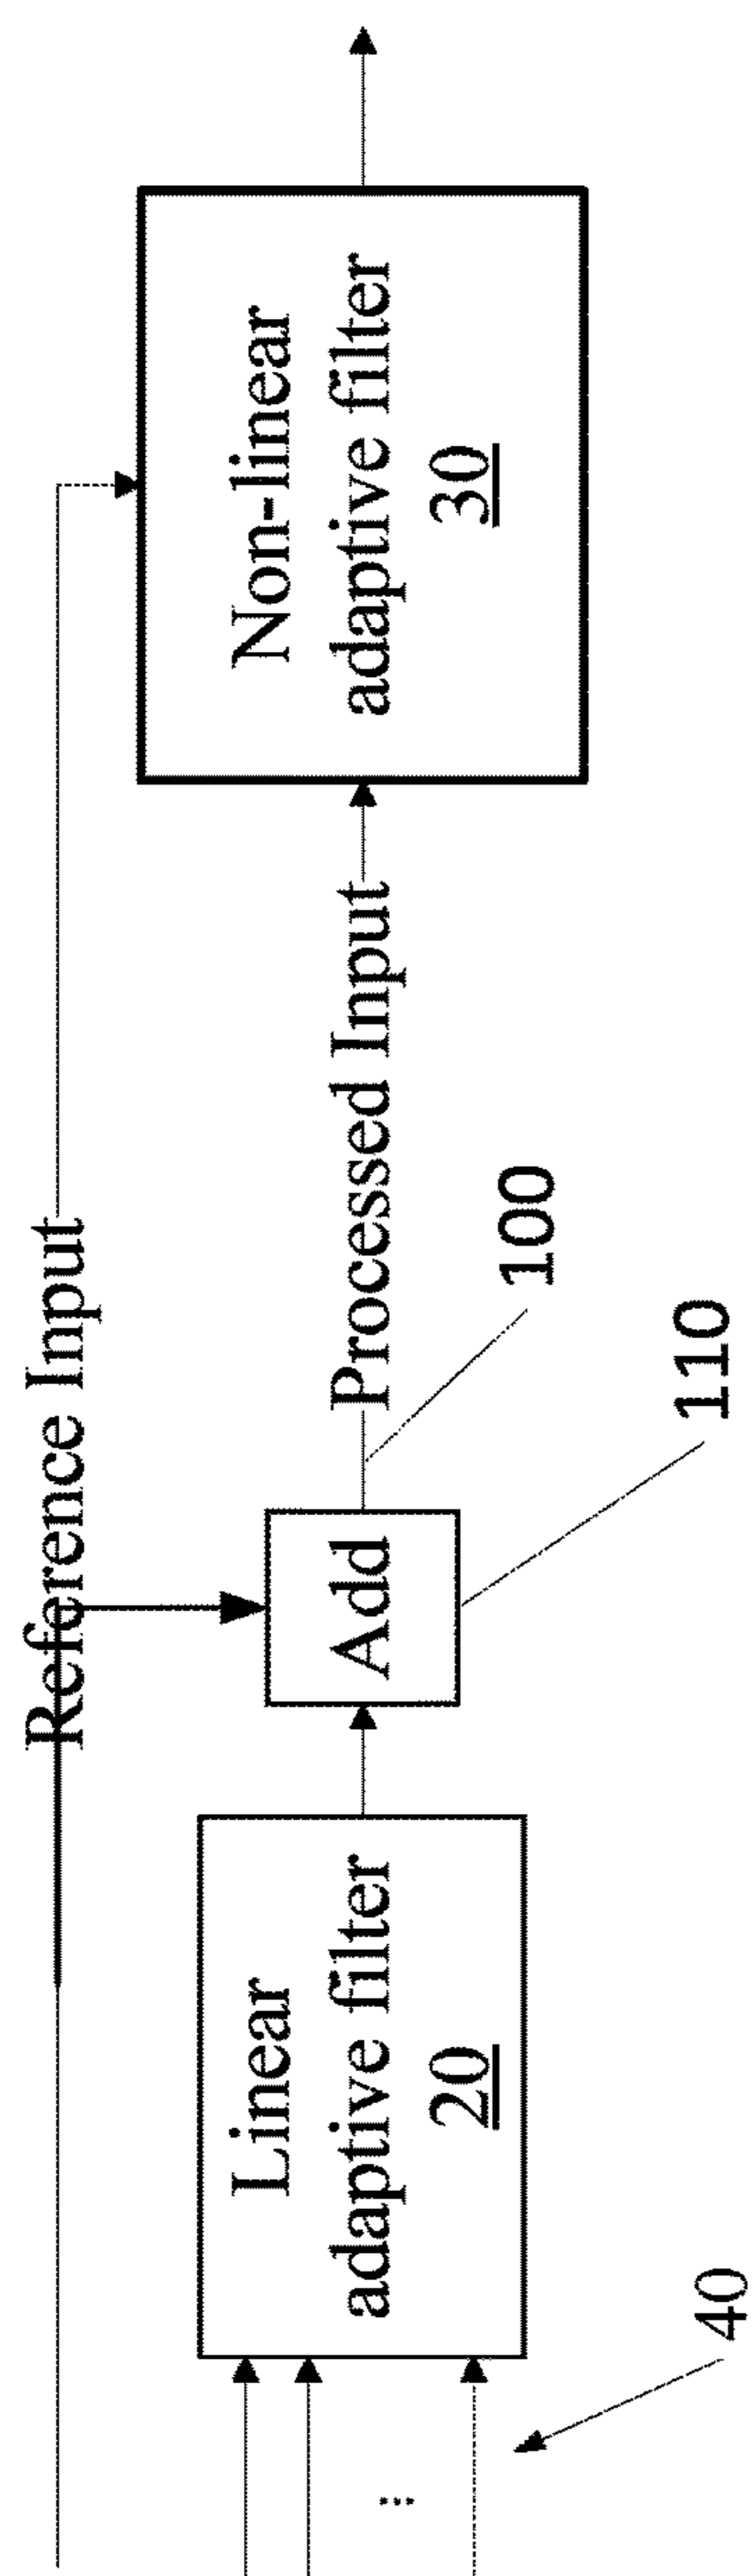 Reference Input
Linear
adaptive filter
20
Add
Processed Input
Non-linear
adaptive filter
30
40
110
100